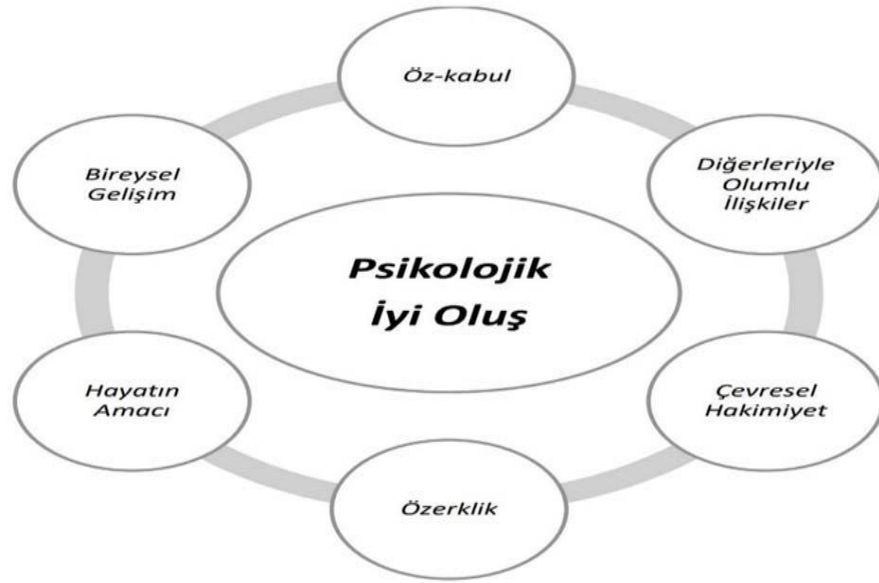 Öz-kabul
Diğerleriyle
Olumlu
İlişkiler
Çevresel
Hakimiyet
Özerklik
Hayatın
Amacı
Bireysel
Gelişim
Psikolojik
İyi Oluş